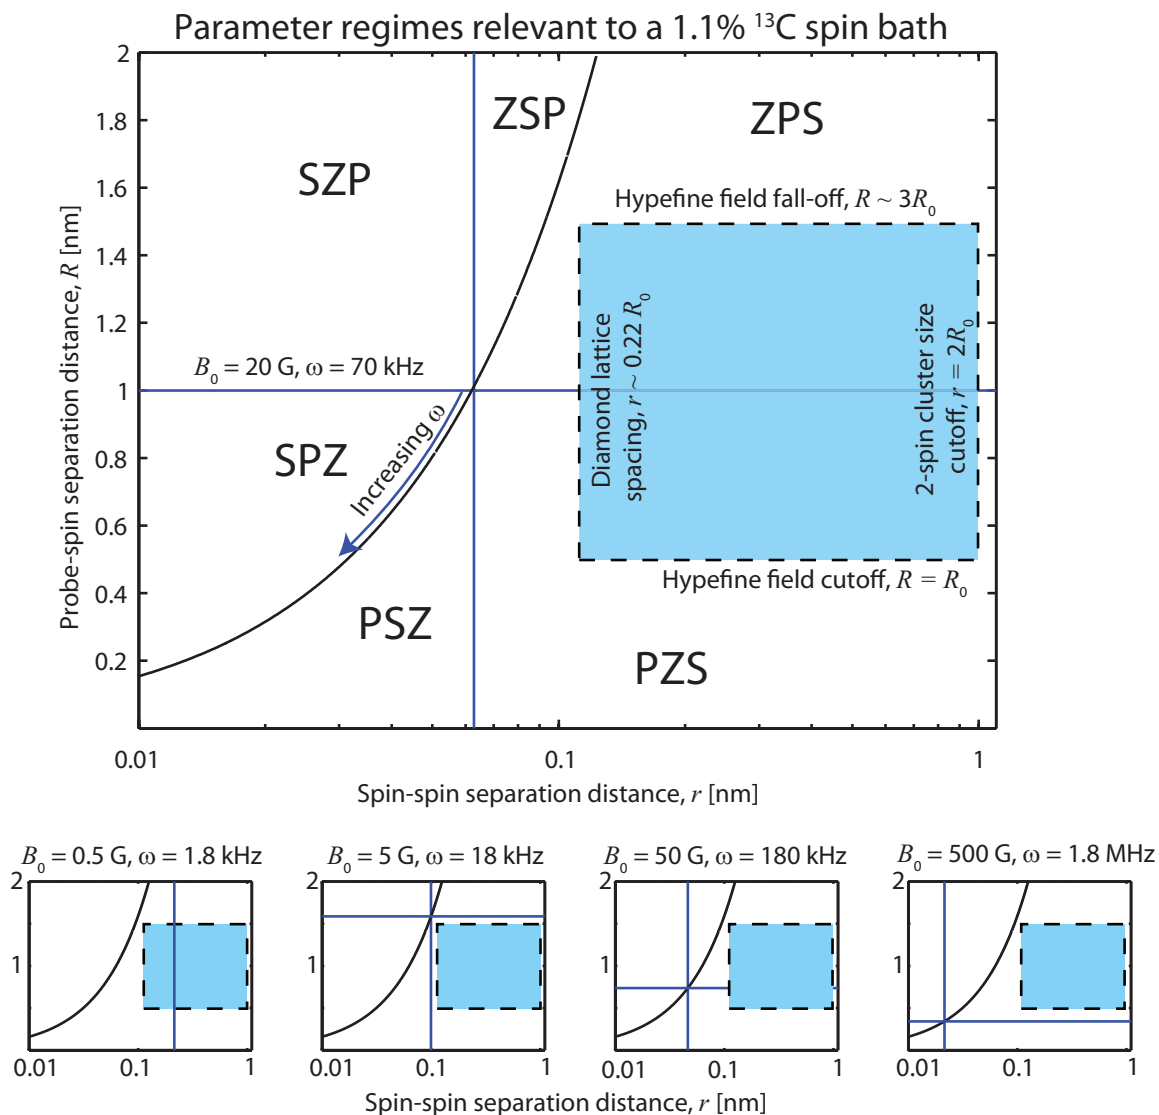 Parameter regimes relevant to a 1.1% ¹³C spin bath
2
1.8
1.6
1.4
1.2
1
0.8
0.6
0.4
0.2
Probe-spin separation distance, R [nm]
ZSP
ZPS
SZP
Hypefine field fall-off, R ~ 3R₀
B₀ = 20 G, ω = 70 kHz
Diamond lattice
spacing, r ~ 0.22 R₀
2-spin cluster size
cutoff, r = 2R₀
SPZ
Increasing ω
Hypefine field cutoff, R = R₀
PSZ
PZS
0.01
0.1
1
Spin-spin separation distance, r [nm]
B₀ = 0.5 G, ω = 1.8 kHz
2
1
0.01
0.1
1
B₀ = 5 G, ω = 18 kHz
2
1
0.01
0.1
1
B₀ = 50 G, ω = 180 kHz
2
1
0.01
0.1
1
B₀ = 500 G, ω = 1.8 MHz
2
1
0.01
0.1
1
Spin-spin separation distance, r [nm]